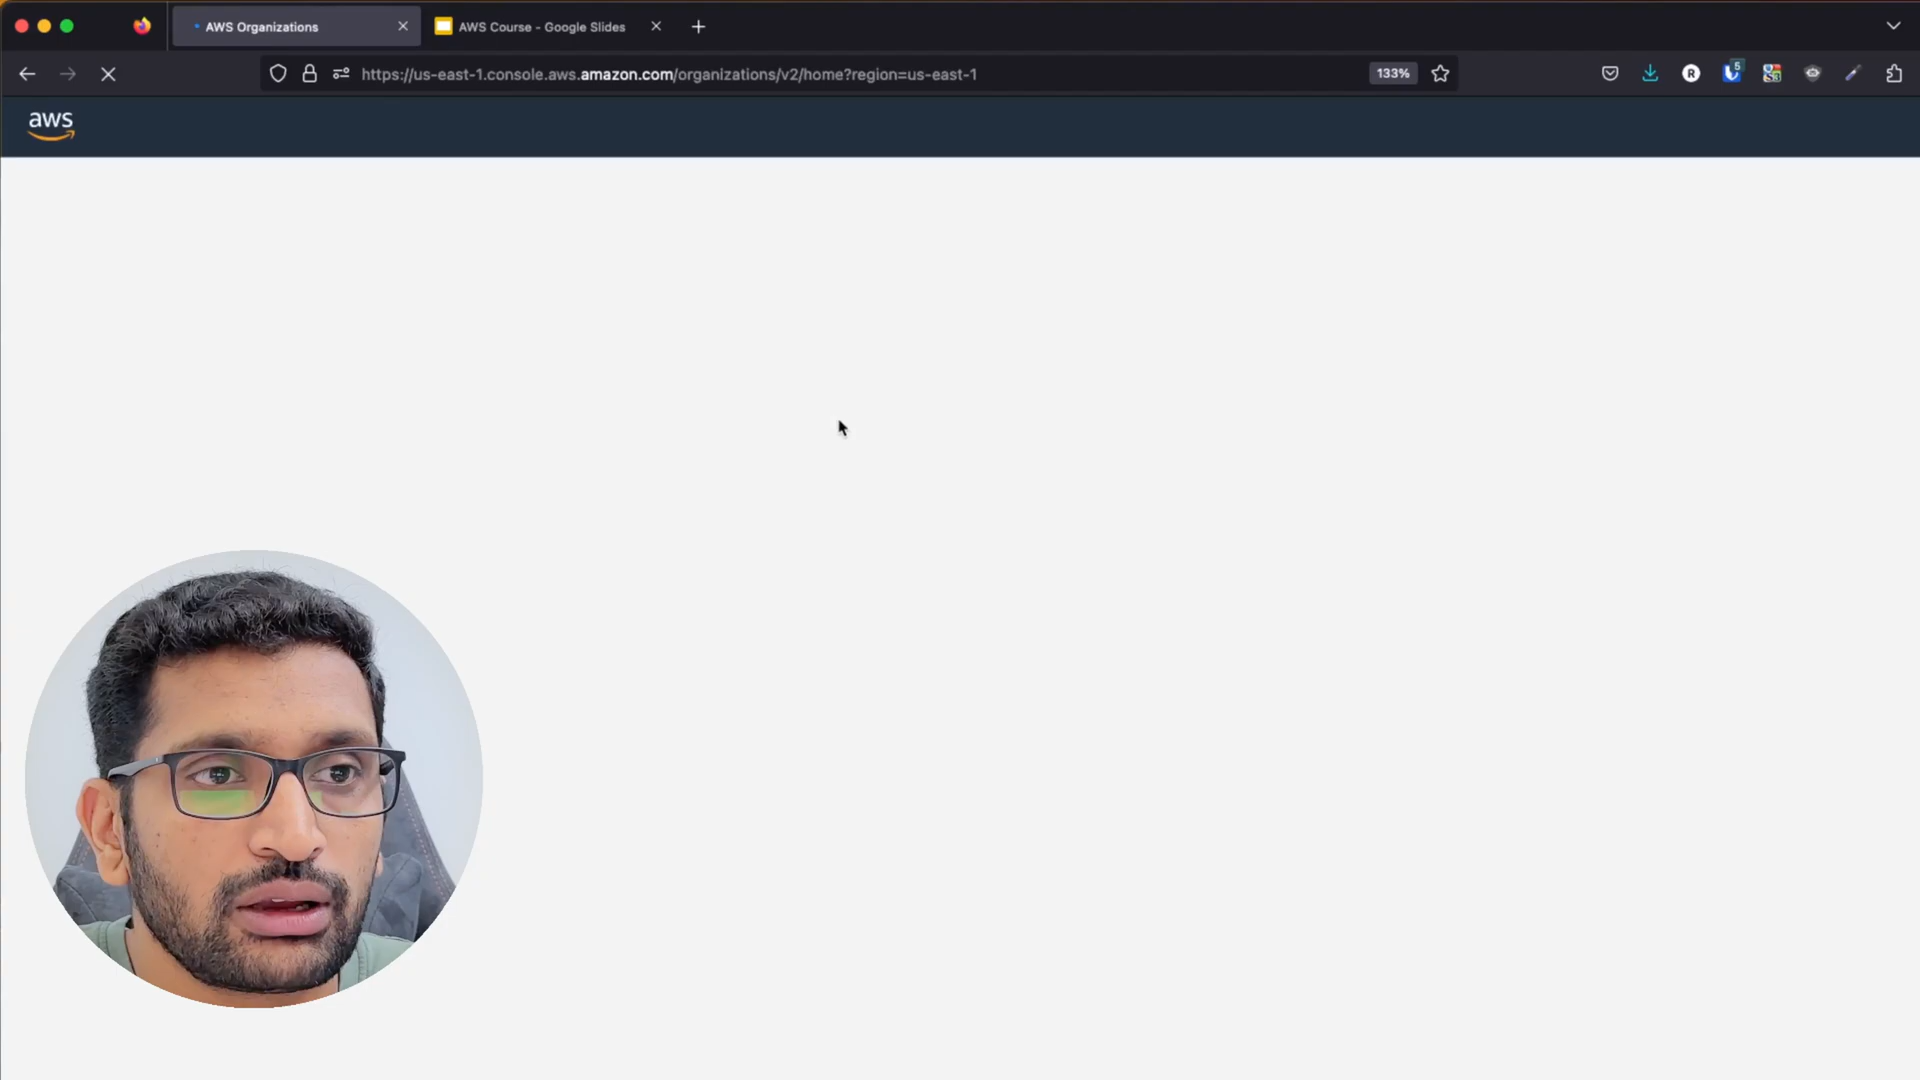 AWS Organizations
AWS Course - Google Slides
https://us-east-1.console.aws.amazon.com/organizations/v2/home?region=us-east-1
133%
R
5
aws